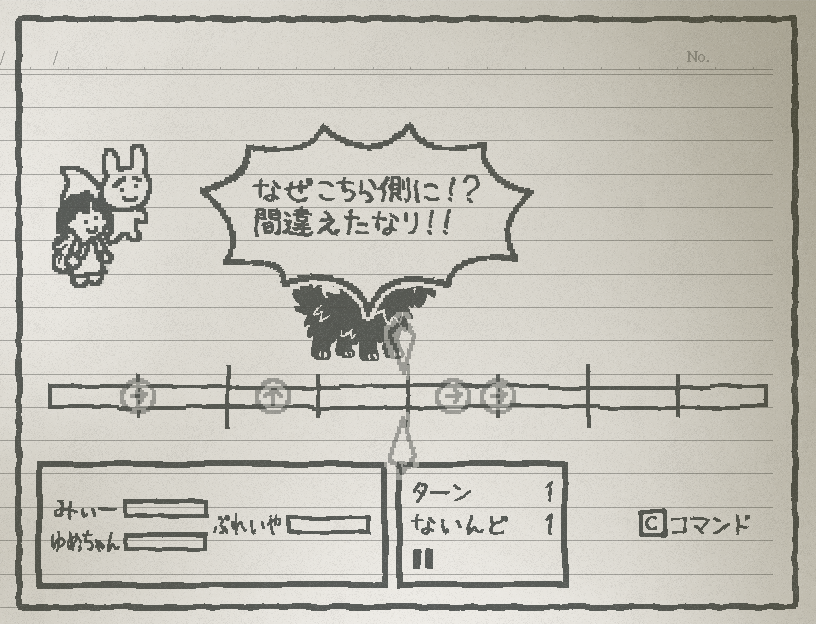 No.
なぜこちら側に!?
間違えたなり!!
みぃー
ゆめちゃん
ぷれいや
ターン 1
ないんど 1
C コマンド